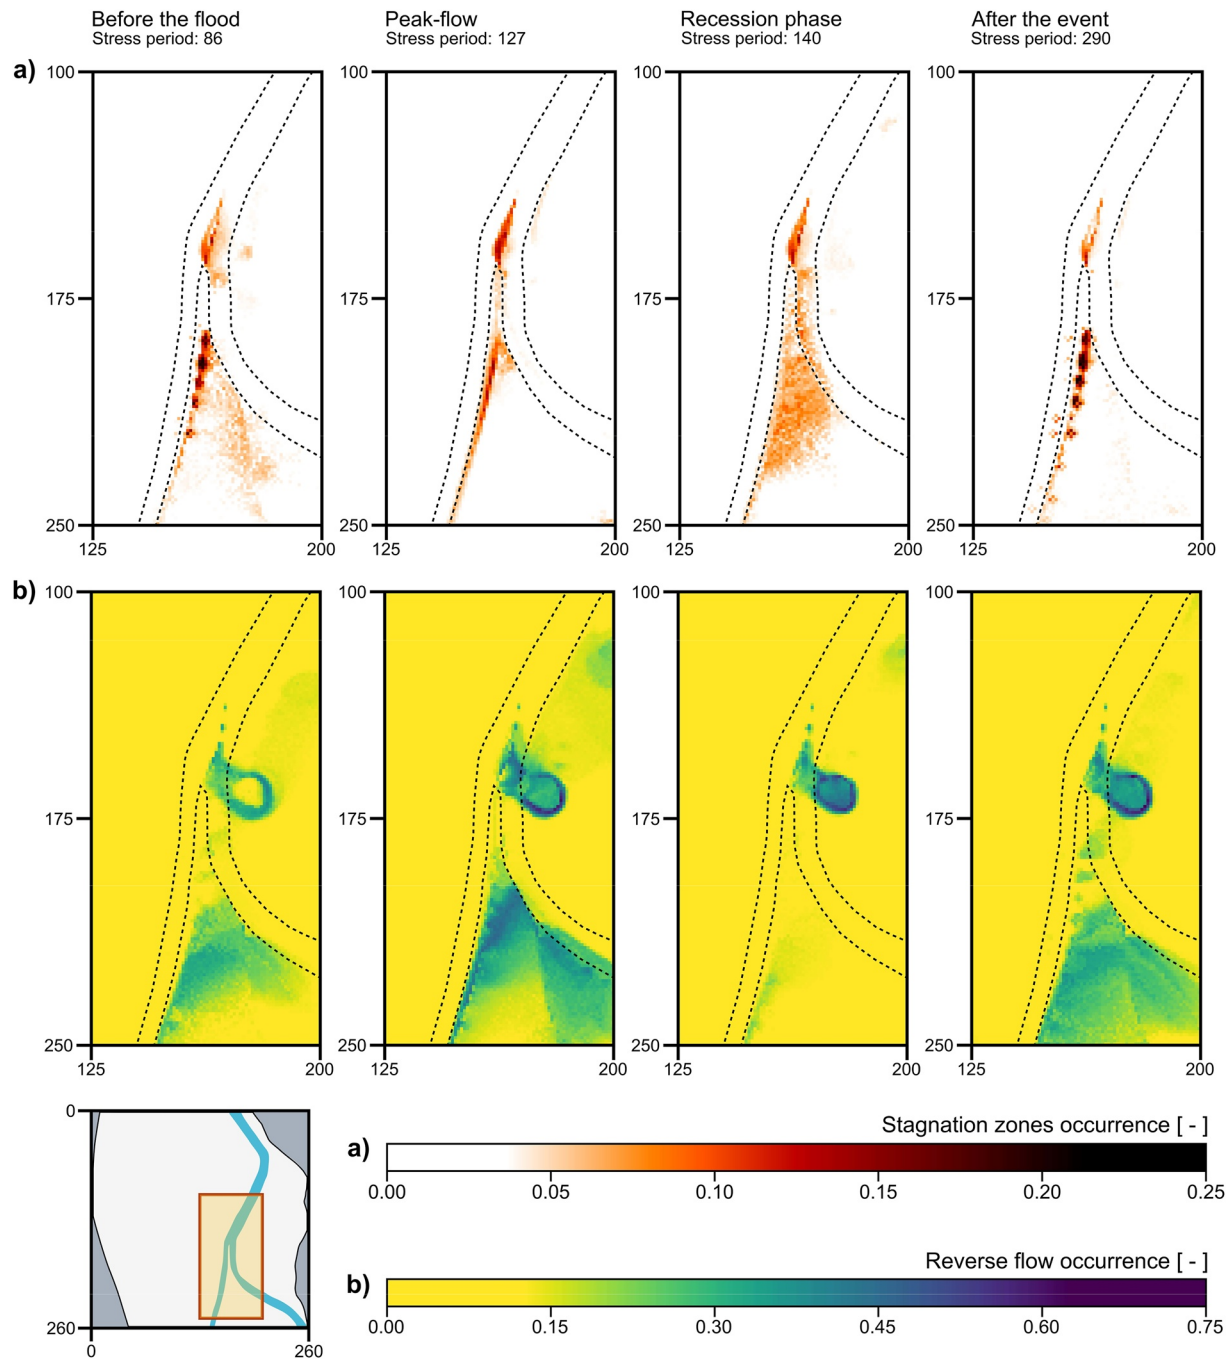 Before the flood
Stress period: 86
Peak-flow
Stress period: 127
Recession phase
Stress period: 140
After the event
Stress period: 290
a)
100
175
250
125
200
100
175
250
125
200
100
175
250
125
200
100
175
250
125
200
b)
100
175
250
125
200
100
175
250
125
200
100
175
250
125
200
100
175
250
125
200
0
260
0
260
Stagnation zones occurrence [ - ]
a)
0.00 0.05 0.10 0.15 0.20 0.25
Reverse flow occurrence [ - ]
b)
0.00 0.15 0.30 0.45 0.60 0.75